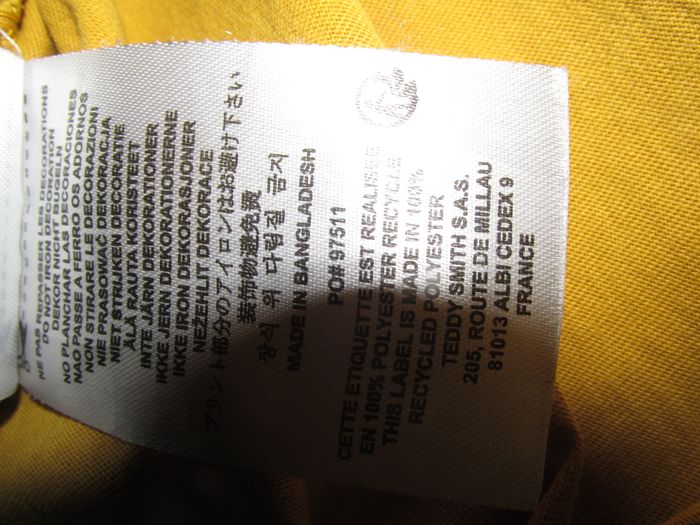 NE PAS REPASSER LES DECORATIONS
DO NOT IRON DECORATION
DEKOR NICHT BUGELN
NO PLANCHAR LAS DECORACIONES
NAO PASSE A FERRO OS ADORNOS
NON STIRARE LE DECORAZIONI
NIE PRASOWAĆ DEKORACJA
NIET STRIJKEN DECORATIE
ÄLÄ RAUTA KORISTEET
INTE JÄRN DEKORATIONER
IKKE JERN DEKORATIONERNE
IKKE IRON DEKORASJONER
NEŽEHLIT DEKORACE
プリント部分のアイロンはお避け下さい
装饰物避免烫
장식 위 다림질 금지
MADE IN BANGLADESH
PO# 97511
CETTE ETIQUETTE EST REALISEE
EN 100% POLYESTER RECYCLE
THIS LABEL IS MADE IN 100%
RECYCLED POLYESTER
TEDDY SMITH S.A.S.
205, ROUTE DE MILLAU
81013 ALBI CEDEX 9
FRANCE